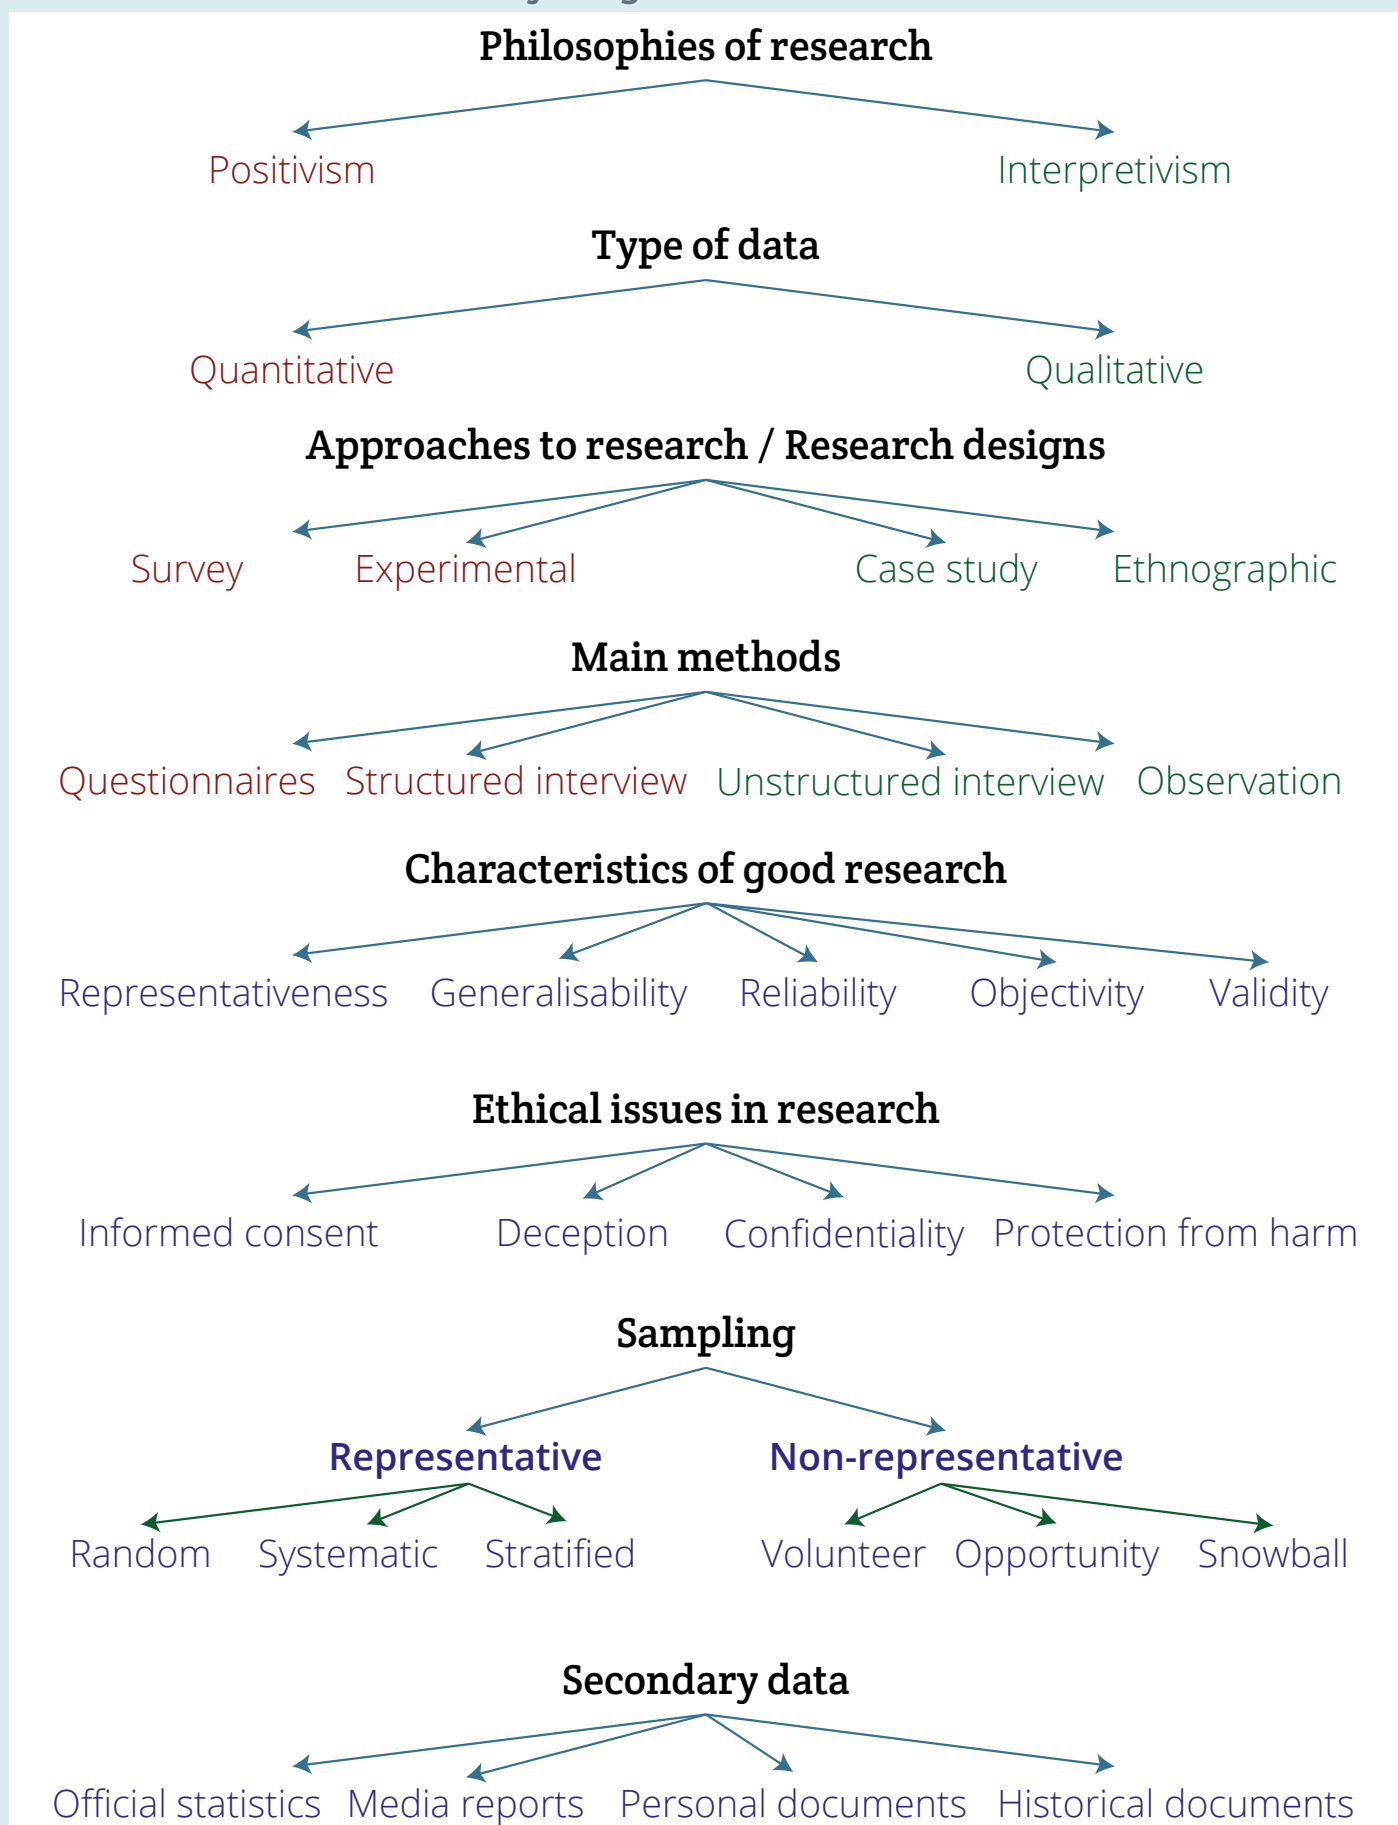 Philosophies of research
Positivism Interpretivism
Type of data
Quantitative Qualitative
Approaches to research / Research designs
Survey Experimental Case study Ethnographic
Main methods
Questionnaires Structured interview Unstructured interview Observation
Characteristics of good research
Representativeness Generalisability Reliability Objectivity Validity
Ethical issues in research
Informed consent Deception Confidentiality Protection from harm
Sampling
Representative Non-representative
Random Systematic Stratified Volunteer Opportunity Snowball
Secondary data
Official statistics Media reports Personal documents Historical documents